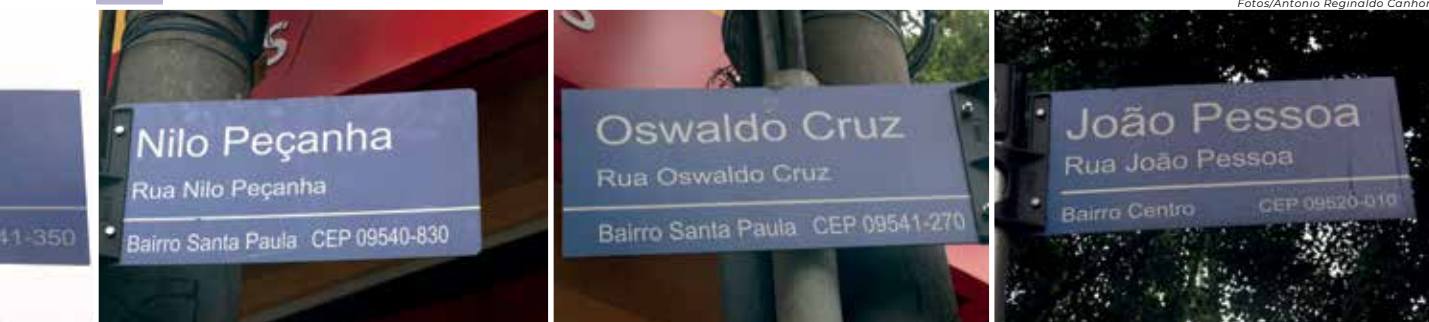 Fotos/Antonio Reginaldo
41-350
Nilo Peçanha
Rua Nilo Peçanha
Bairro Santa Paula CEP 09540-830
Oswaldo Cruz
Rua Oswaldo Cruz
Bairro Santa Paula CEP 09541-270
João Pessoa
Rua João Pessoa
Bairro Centro CEP 09520-010